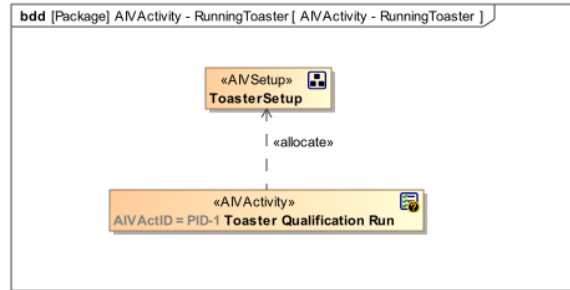 bdd [Package] AIVActivity - RunningToaster [ AIVActivity - RunningToaster ]
«AIVSetup»
ToasterSetup
«allocate»
«AIVActivity»
AIVActID = PID-1 Toaster Qualification Run